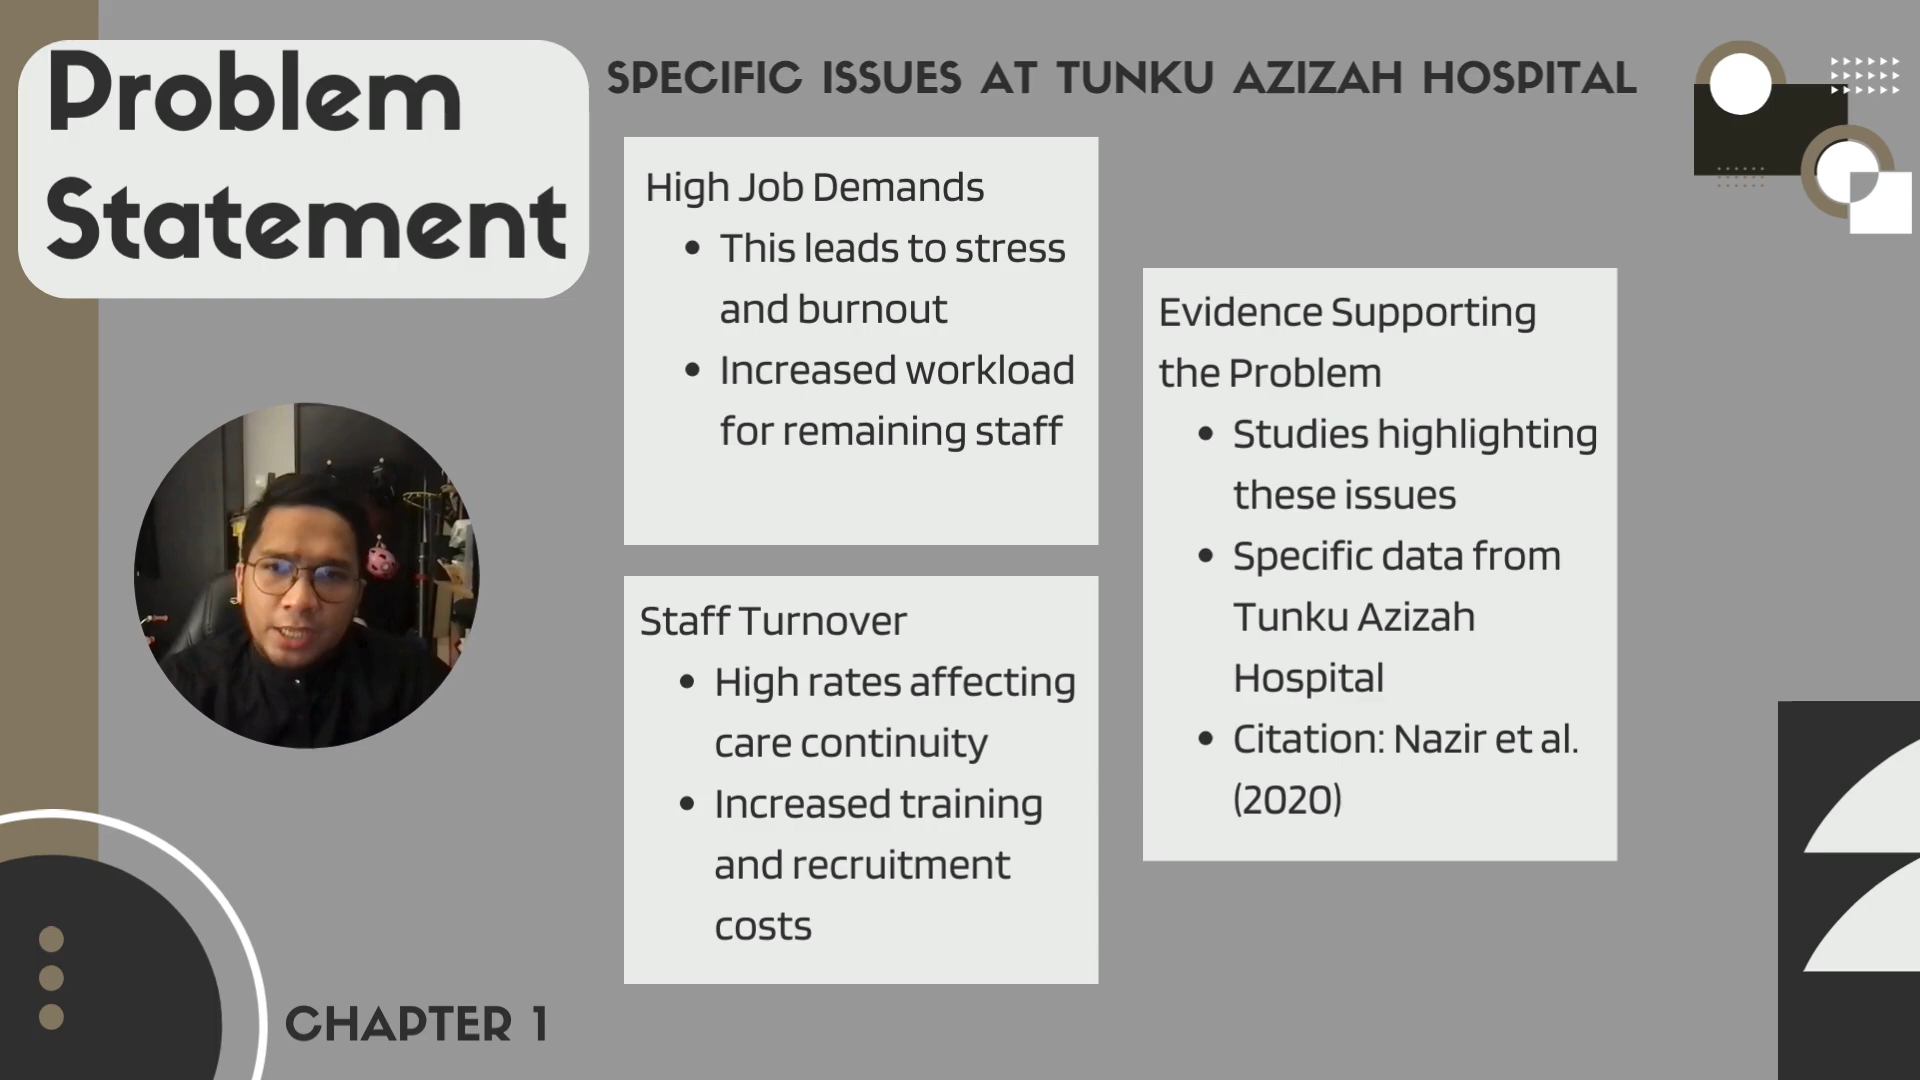 Problem
Statement
SPECIFIC ISSUES AT TUNKU AZIZAH HOSPITAL
High Job Demands
• This leads to stress
and burnout
• Increased workload
for remaining staff
Staff Turnover
• High rates affecting
care continuity
• Increased training
and recruitment
costs
Evidence Supporting
the Problem
• Studies highlighting
these issues
• Specific data from
Tunku Azizah
Hospital
• Citation: Nazir et al.
(2020)
CHAPTER 1